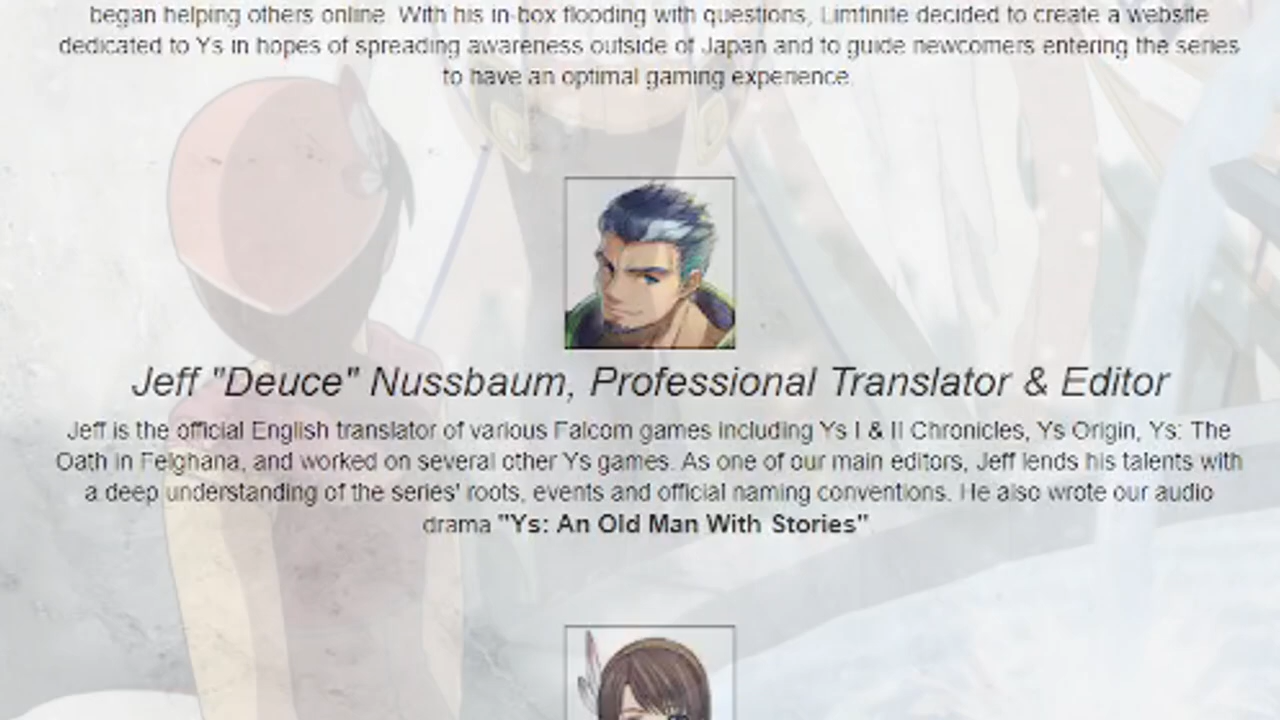 began helping others online. With his in-box flooding with questions, Limfinite decided to create a website
dedicated to Ys in hopes of spreading awareness outside of Japan and to guide newcomers entering the series
to have an optimal gaming experience.
Jeff "Deuce" Nussbaum, Professional Translator & Editor
Jeff is the official English translator of various Falcom games including Ys I & II Chronicles, Ys Origin, Ys: The
Oath in Felghana, and worked on several other Ys games. As one of our main editors, Jeff lends his talents with
a deep understanding of the series' roots, events and official naming conventions. He also wrote our audio
drama "Ys: An Old Man With Stories"